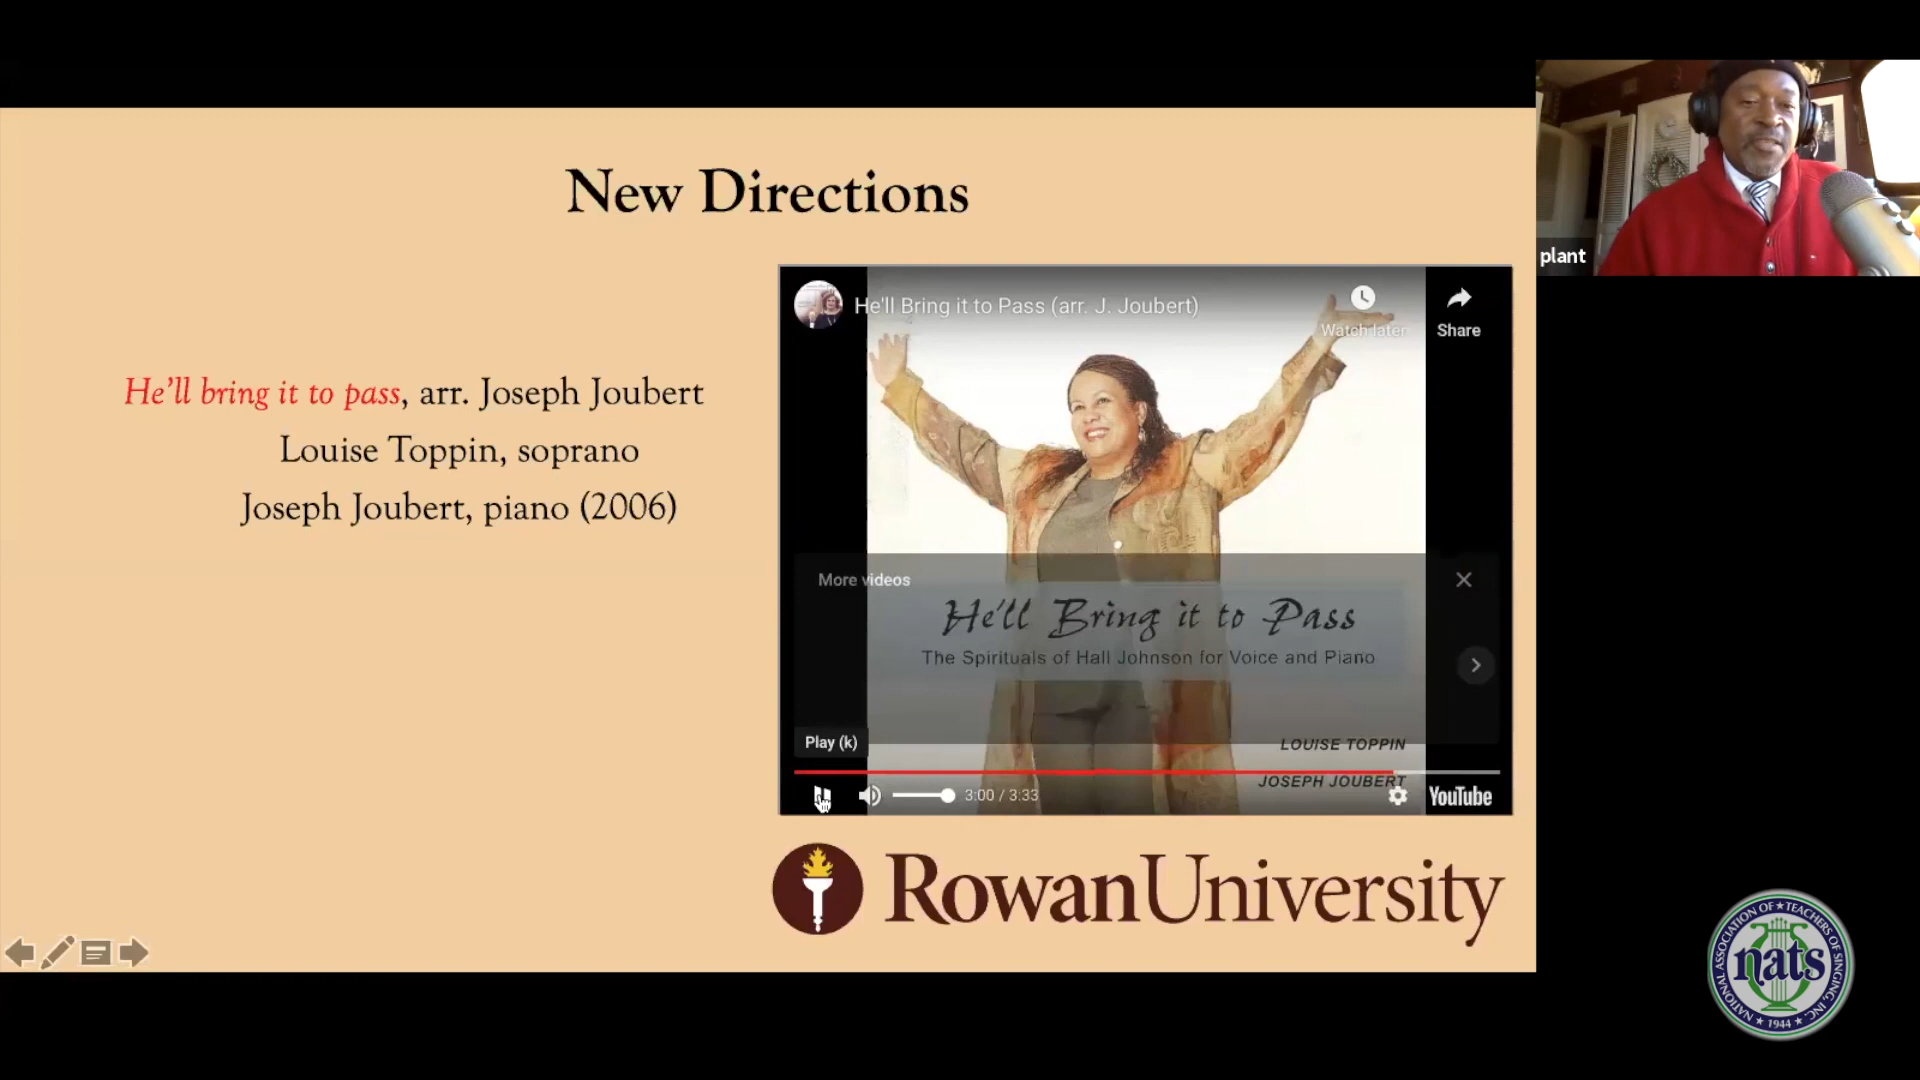 New Directions
He'll bring it to pass, arr. Joseph Joubert
Louise Toppin, soprano
Joseph Joubert, piano (2006)
He'll Bring it to Pass (arr. J. Joubert)
Watch later
Share
More videos
He'll Bring it to Pass
The Spirituals of Hall Johnson for Voice and Piano
Play (k)
LOUISE TOPPIN
JOSEPH JOUBERT
3:00 / 3:33
YouTube
RowanUniversity
plant
NATIONAL ASSOCIATION OF TEACHERS OF SINGING, INC.
nats
1944